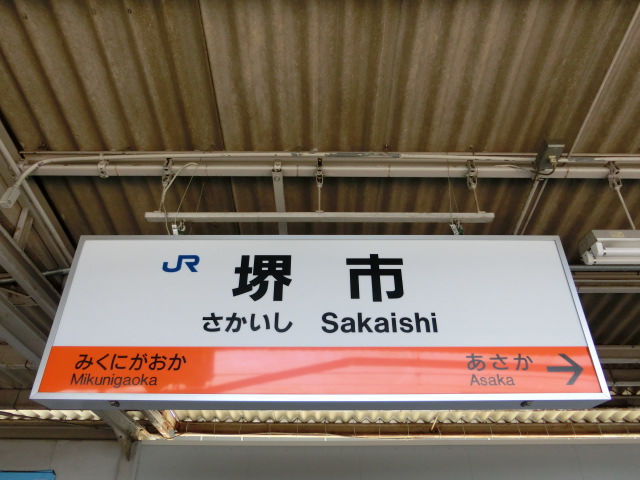 JR 堺市
さかいし Sakaishi
みくにがおか あさか →
Mikunigaoka Asaka